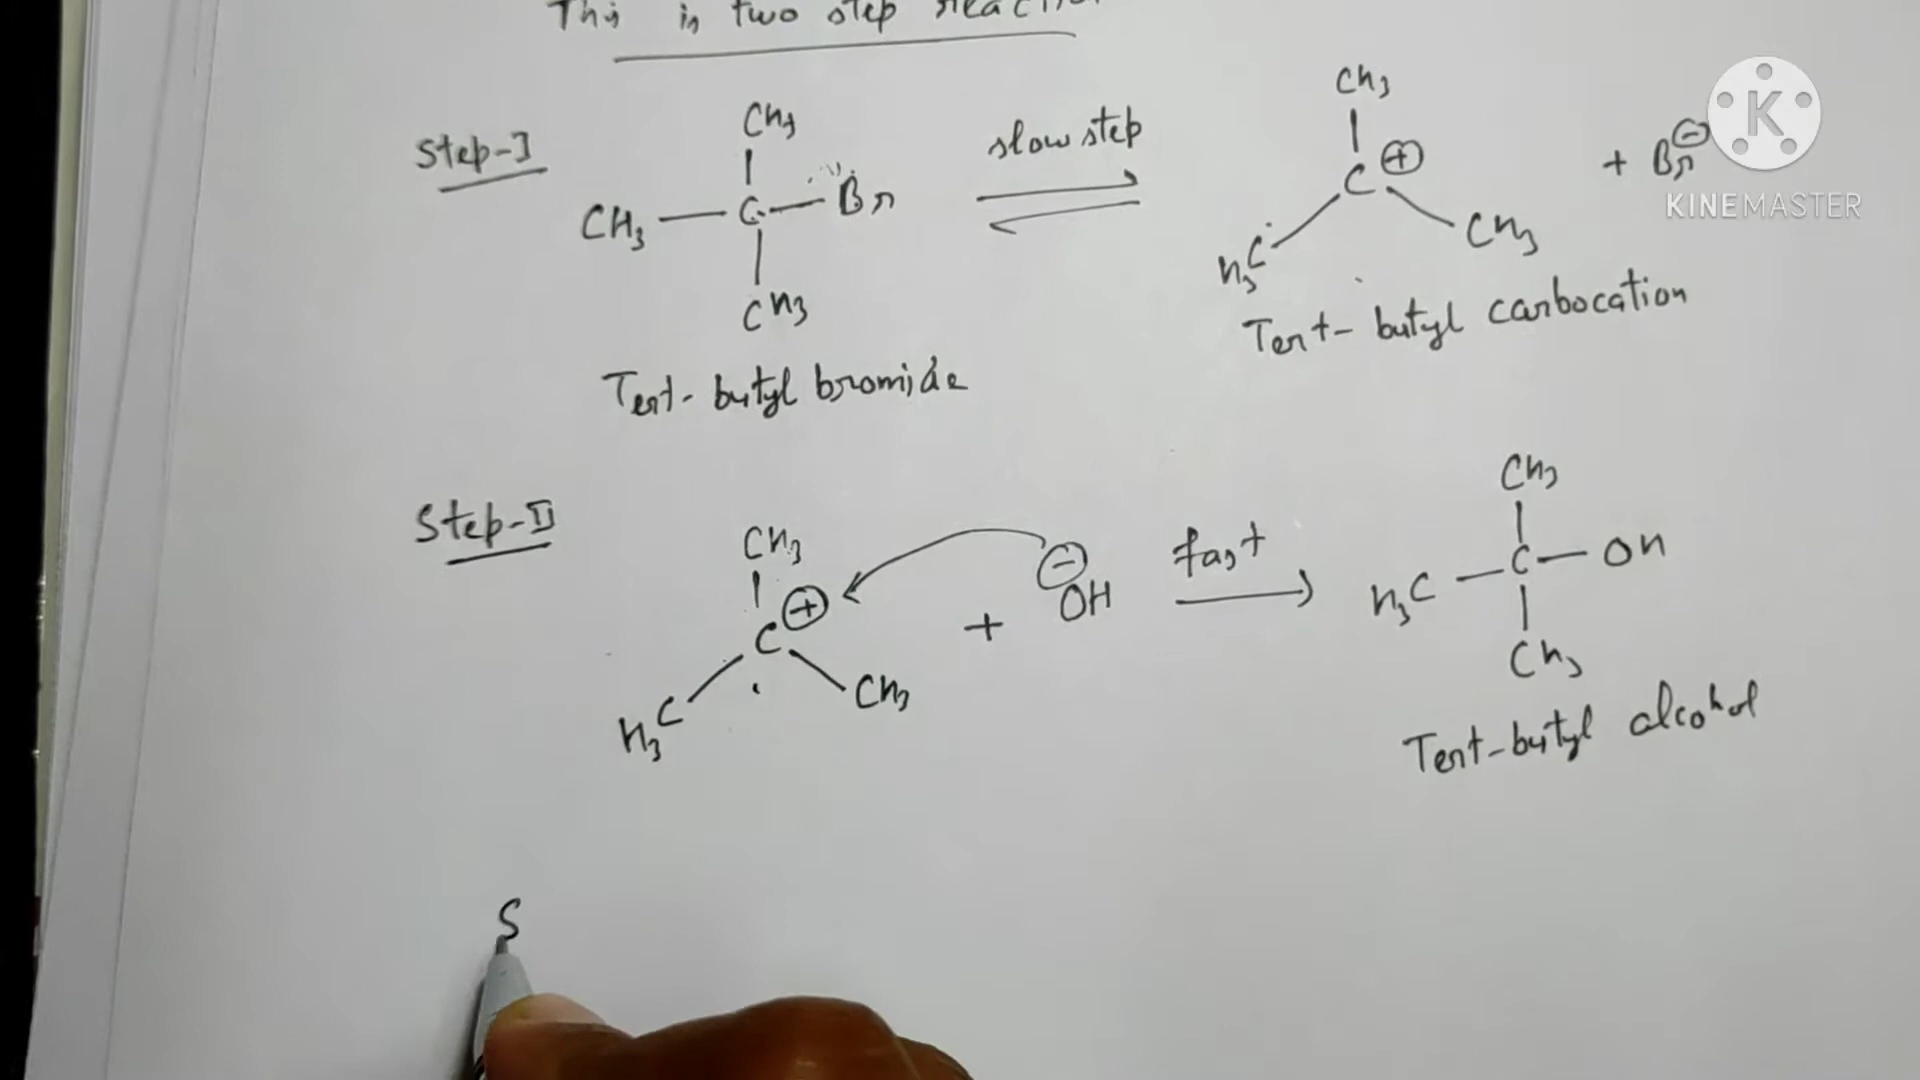 This is two step reaction
Step-I
CH3
CH3 — C — Br
CH3
Tert-butyl bromide
slow step
CH3
C ⊕
H3C CH3
Tert-butyl carbocation
+ Br ⊖
K
KINEMASTER
Step-II
CH3
C ⊕
H3C CH3
+
⊖
OH
fast
CH3
H3C — C — OH
CH3
Tert-butyl alcohol
S